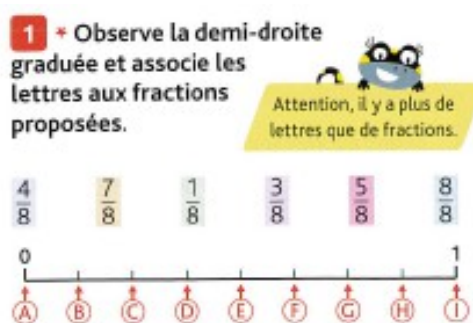 1 * Observe la demi-droite
graduée et associe les
lettres aux fractions
proposées.
Attention, il y a plus de
lettres que de fractions.
4/8 7/8 1/8 3/8 5/8 8/8
0 1
A B C D E F G H I